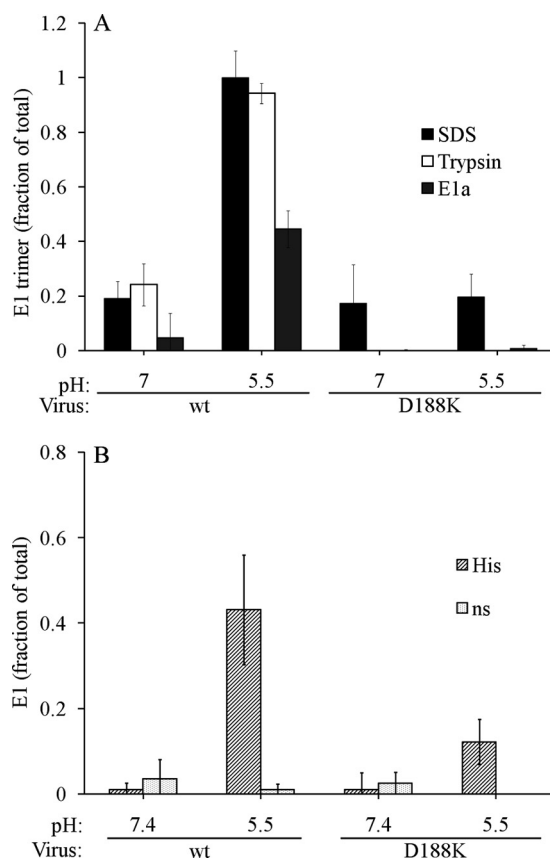 A
1.2
1
0.8
0.6
0.4
0.2
0
E1 trimer (fraction of total)
SDS
Trypsin
E1a
pH: 7 5.5 7 5.5
Virus: wt D188K
B
0.8
0.6
0.4
0.2
0
E1 (fraction of total)
His
ns
pH: 7.4 5.5 7.4 5.5
Virus: wt D188K